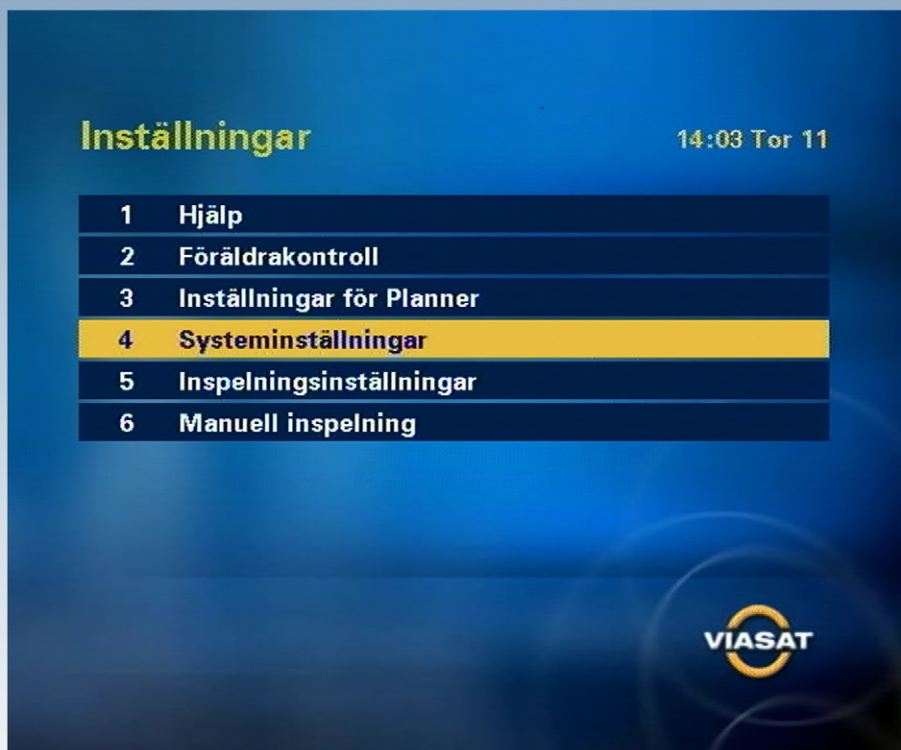 Inställningar
14:03 Tor 11
1 Hjälp
2 Föräldrakontroll
3 Inställningar för Planner
4 Systeminställningar
5 Inspelningsinställningar
6 Manuell inspelning
VIASAT